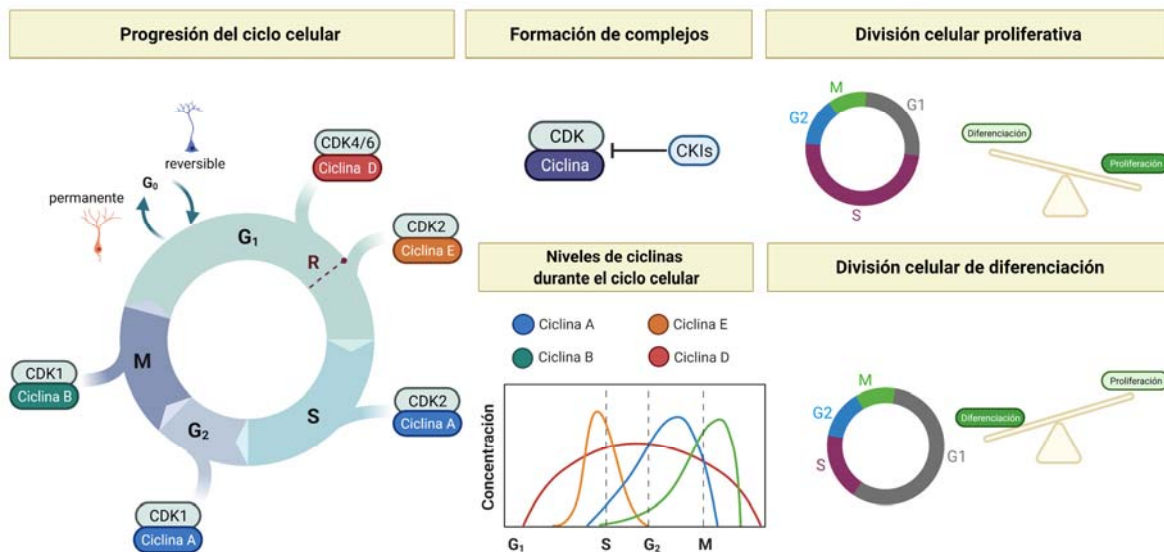 Progresión del ciclo celular
reversible
G₀
permanente
CDK4/6
Ciclina D
CDK2
Ciclina E
G₁
R
M
S
G₂
CDK1
Ciclina B
CDK2
Ciclina A
CDK1
Ciclina A
Formación de complejos
CDK
Ciclina
CKIs
Niveles de ciclinas
durante el ciclo celular
Ciclina A
Ciclina E
Ciclina B
Ciclina D
Concentración
G₁ S G₂ M
División celular proliferativa
M
G1
G2
S
Diferenciación
Proliferación
División celular de diferenciación
M
G2
G1
S
Proliferación
Diferenciación